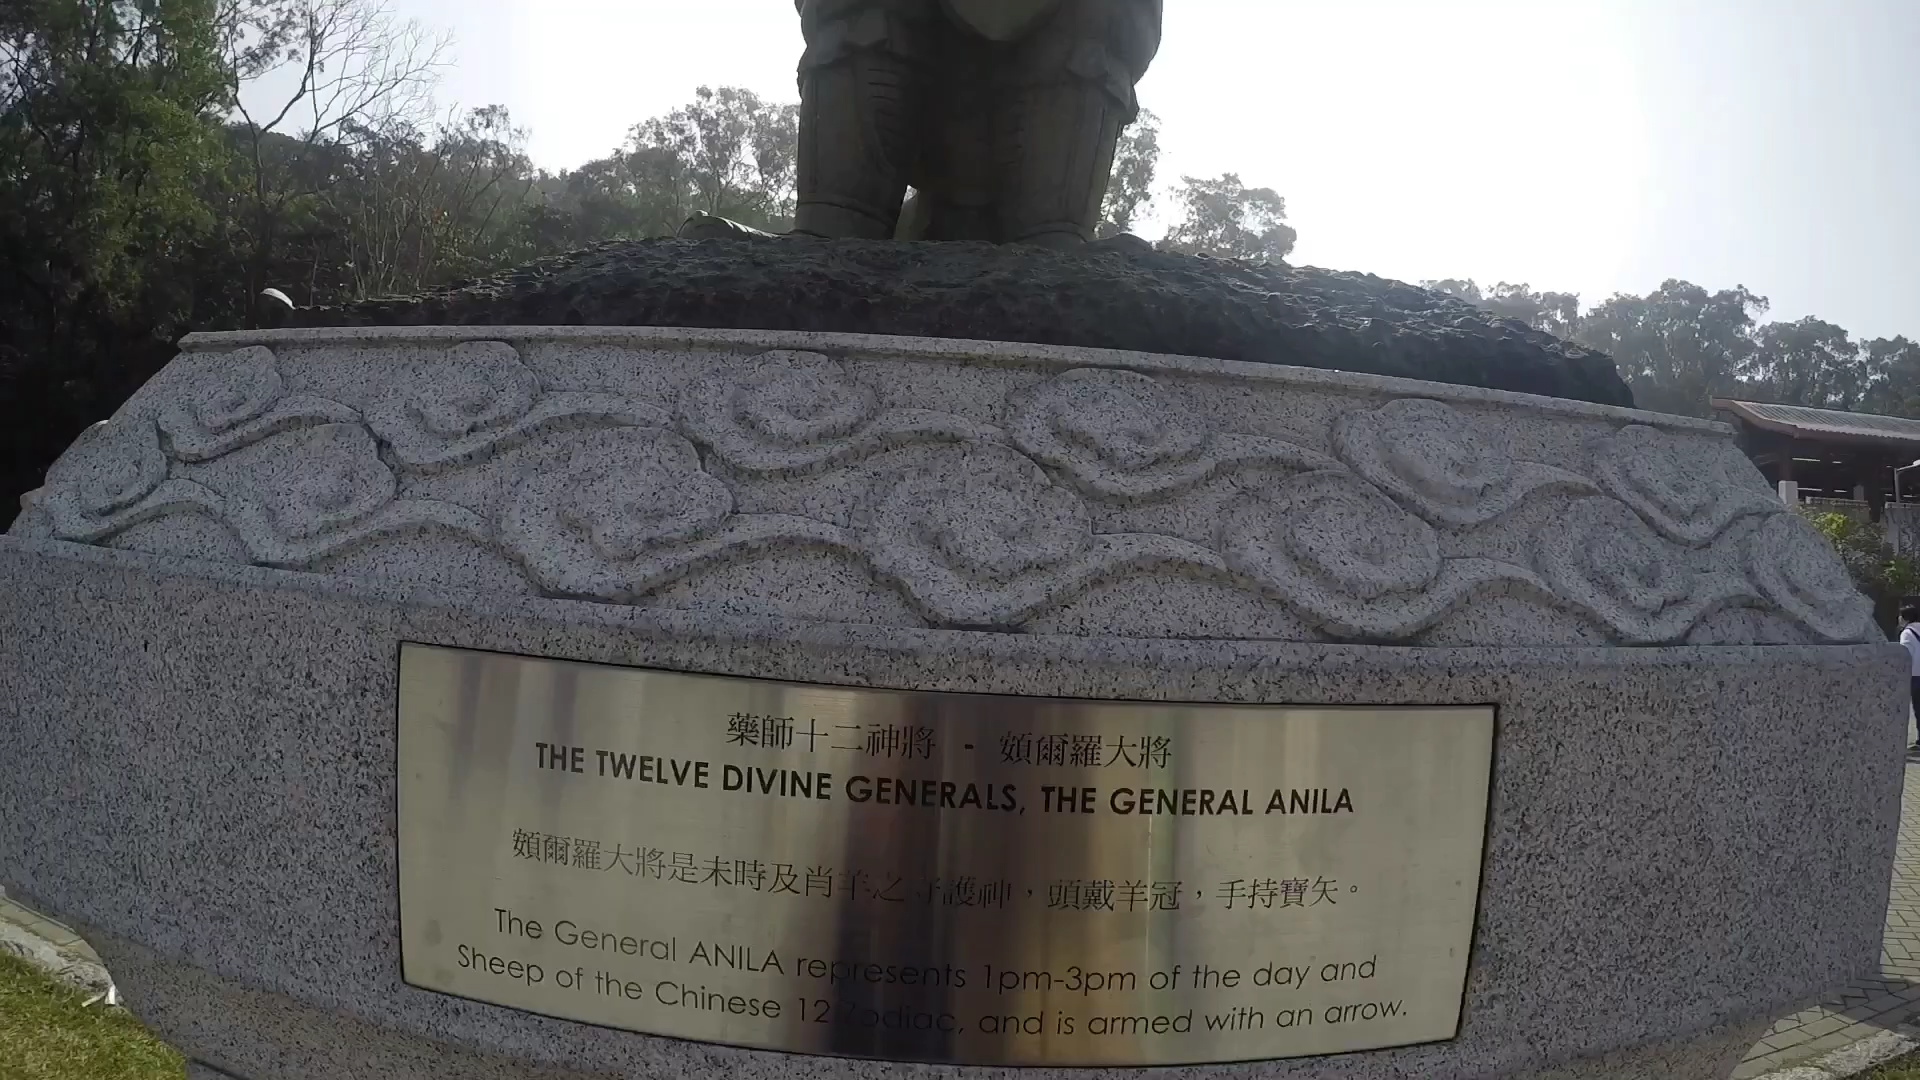 藥師十二神將 - 頞爾羅大將
THE TWELVE DIVINE GENERALS, THE GENERAL ANILA
頞爾羅大將是未時及肖羊之守護神，頭戴羊冠，手持寶矢。
The General ANILA represents 1pm-3pm of the day and
Sheep of the Chinese 12 Zodiac, and is armed with an arrow.